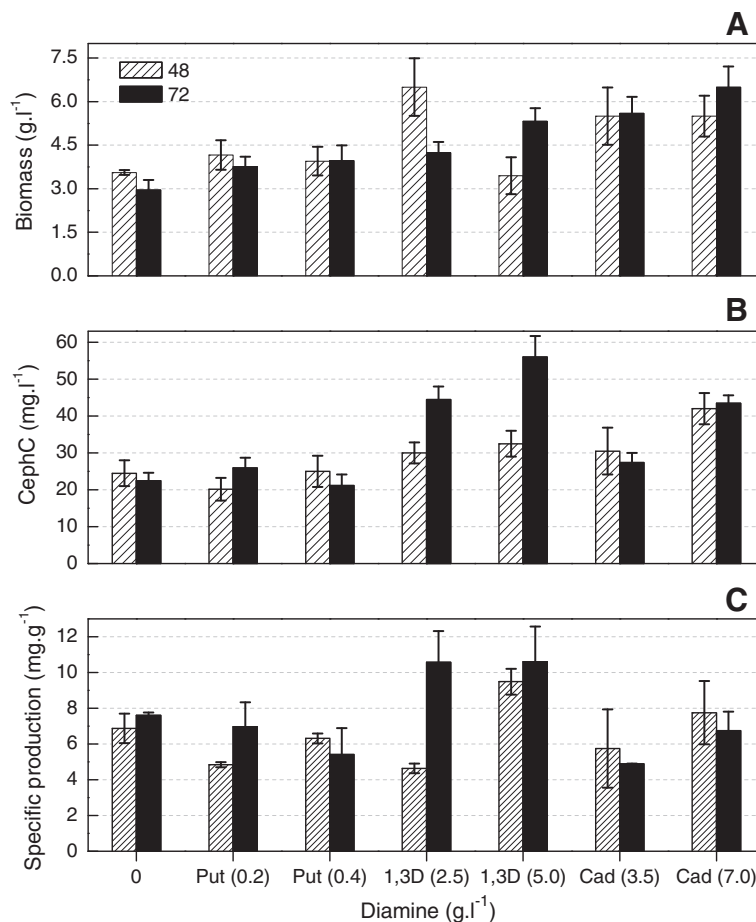 A
7.5
6.0
4.5
3.0
1.5
0.0
Biomass (g.l⁻¹)
48
72
B
60
50
40
30
20
10
0
CephC (mg.l⁻¹)
C
12
10
8
6
4
2
0
Specific production (mg.g⁻¹)
0 Put (0.2) Put (0.4) 1,3D (2.5) 1,3D (5.0) Cad (3.5) Cad (7.0)
Diamine (g.l⁻¹)